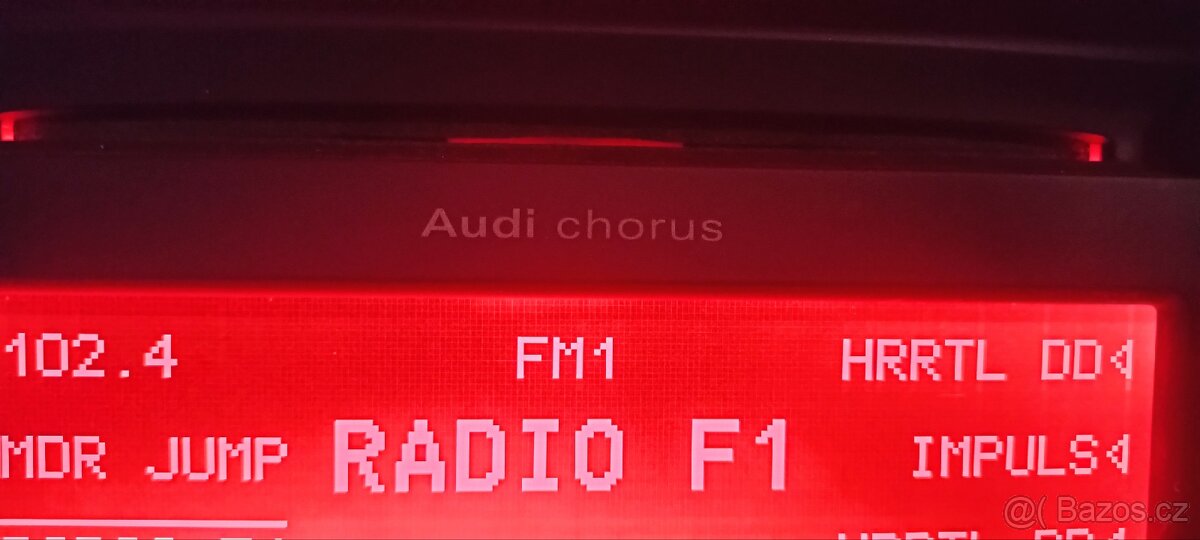 Audi chorus
102.4 FM1 HRRTL DD
MDR JUMP RADIO F1 IMPULS
@( Bazos.cz